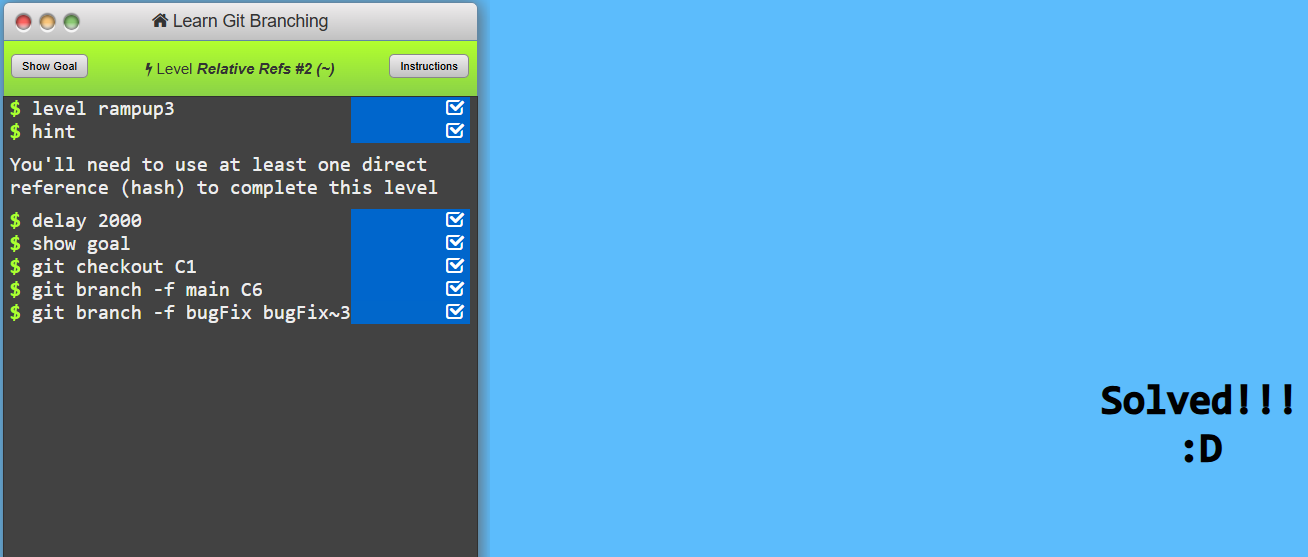 Learn Git Branching
Show Goal
Level Relative Refs #2 (~)
Instructions
$ level rampup3
$ hint
You'll need to use at least one direct
reference (hash) to complete this level
$ delay 2000
$ show goal
$ git checkout C1
$ git branch -f main C6
$ git branch -f bugFix bugFix~3
Solved!!!
:D